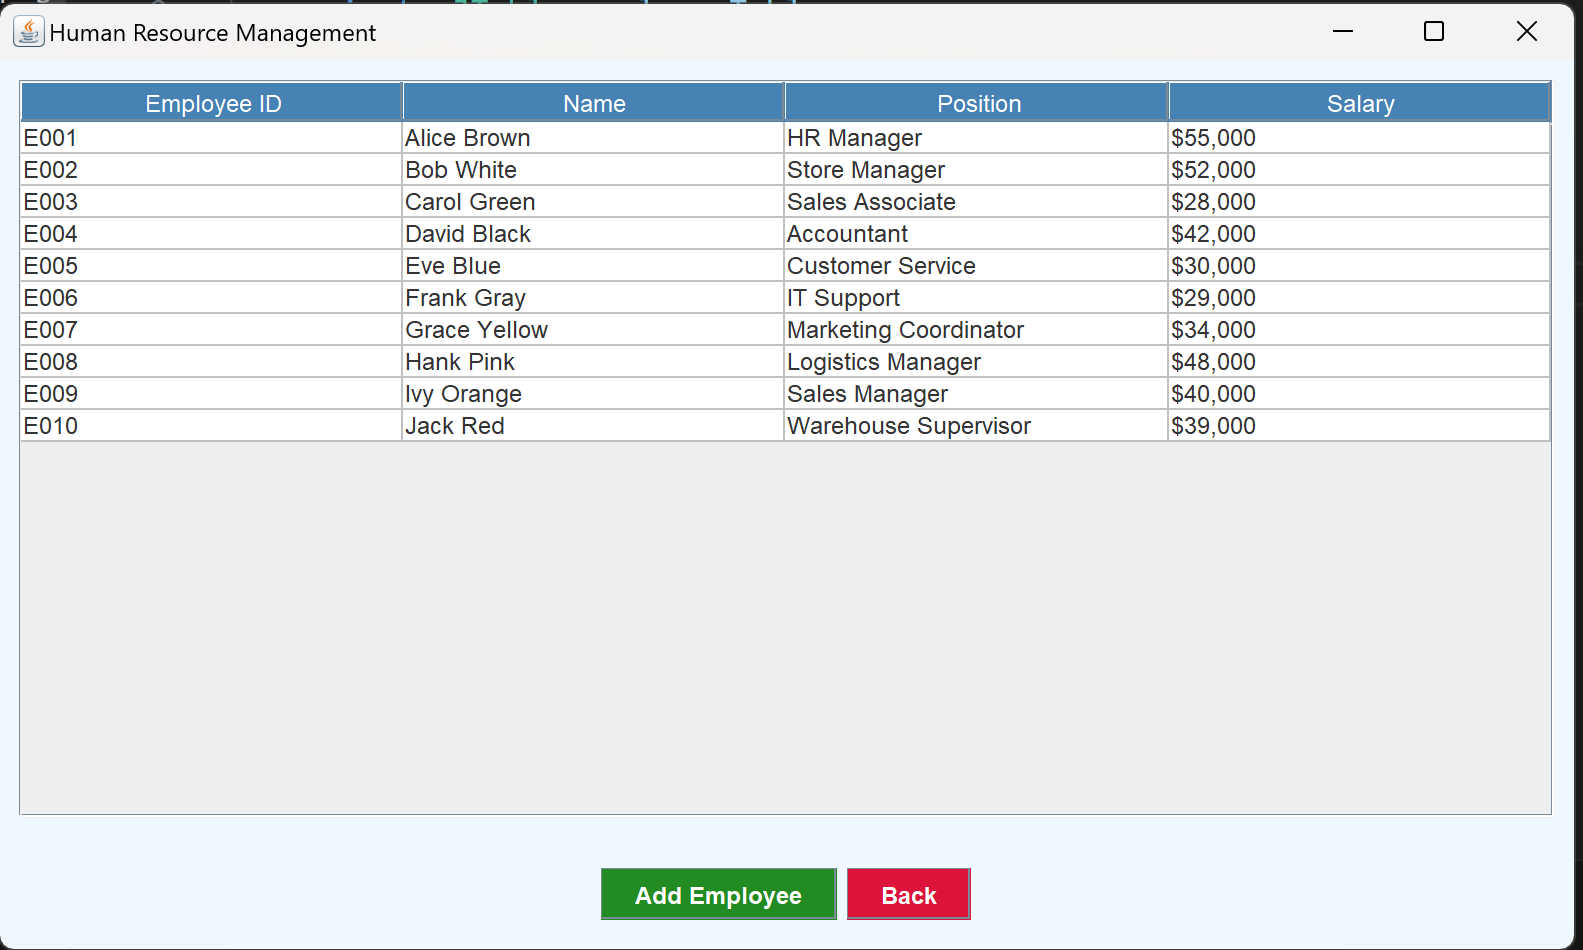 Human Resource Management
Employee ID Name Position Salary
E001 Alice Brown HR Manager $55,000
E002 Bob White Store Manager $52,000
E003 Carol Green Sales Associate $28,000
E004 David Black Accountant $42,000
E005 Eve Blue Customer Service $30,000
E006 Frank Gray IT Support $29,000
E007 Grace Yellow Marketing Coordinator $34,000
E008 Hank Pink Logistics Manager $48,000
E009 Ivy Orange Sales Manager $40,000
E010 Jack Red Warehouse Supervisor $39,000
Add Employee Back